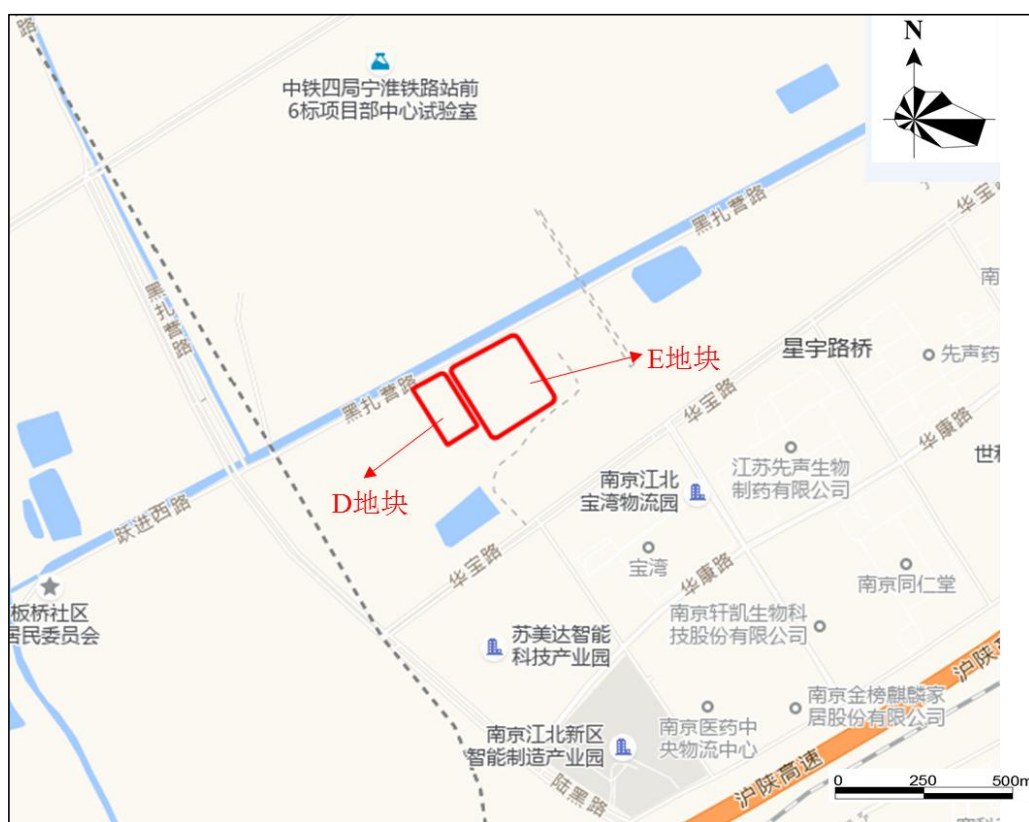 N
路
中铁四局宁淮铁路站前
6标项目部中心试验室
黑扎营路
华宝路
黑扎营路
南
星宇路桥
先声药
E地块
黑扎营路
华宝路
华康路
D地块
南京江北
宝湾物流园
江苏先声生物
制药有限公司
世和
跃进西路
华宝路
宝湾
华康路
南京同仁堂
板桥社区
居民委员会
苏美达智能
科技产业园
南京轩凯生物科
技股份有限公司
沪陕高速
南京金榜麒麟家
居股份有限公司
南京医药中
央物流中心
南京江北新区
智能制造产业园
陆黑路
沪陕高速
0 250 500m